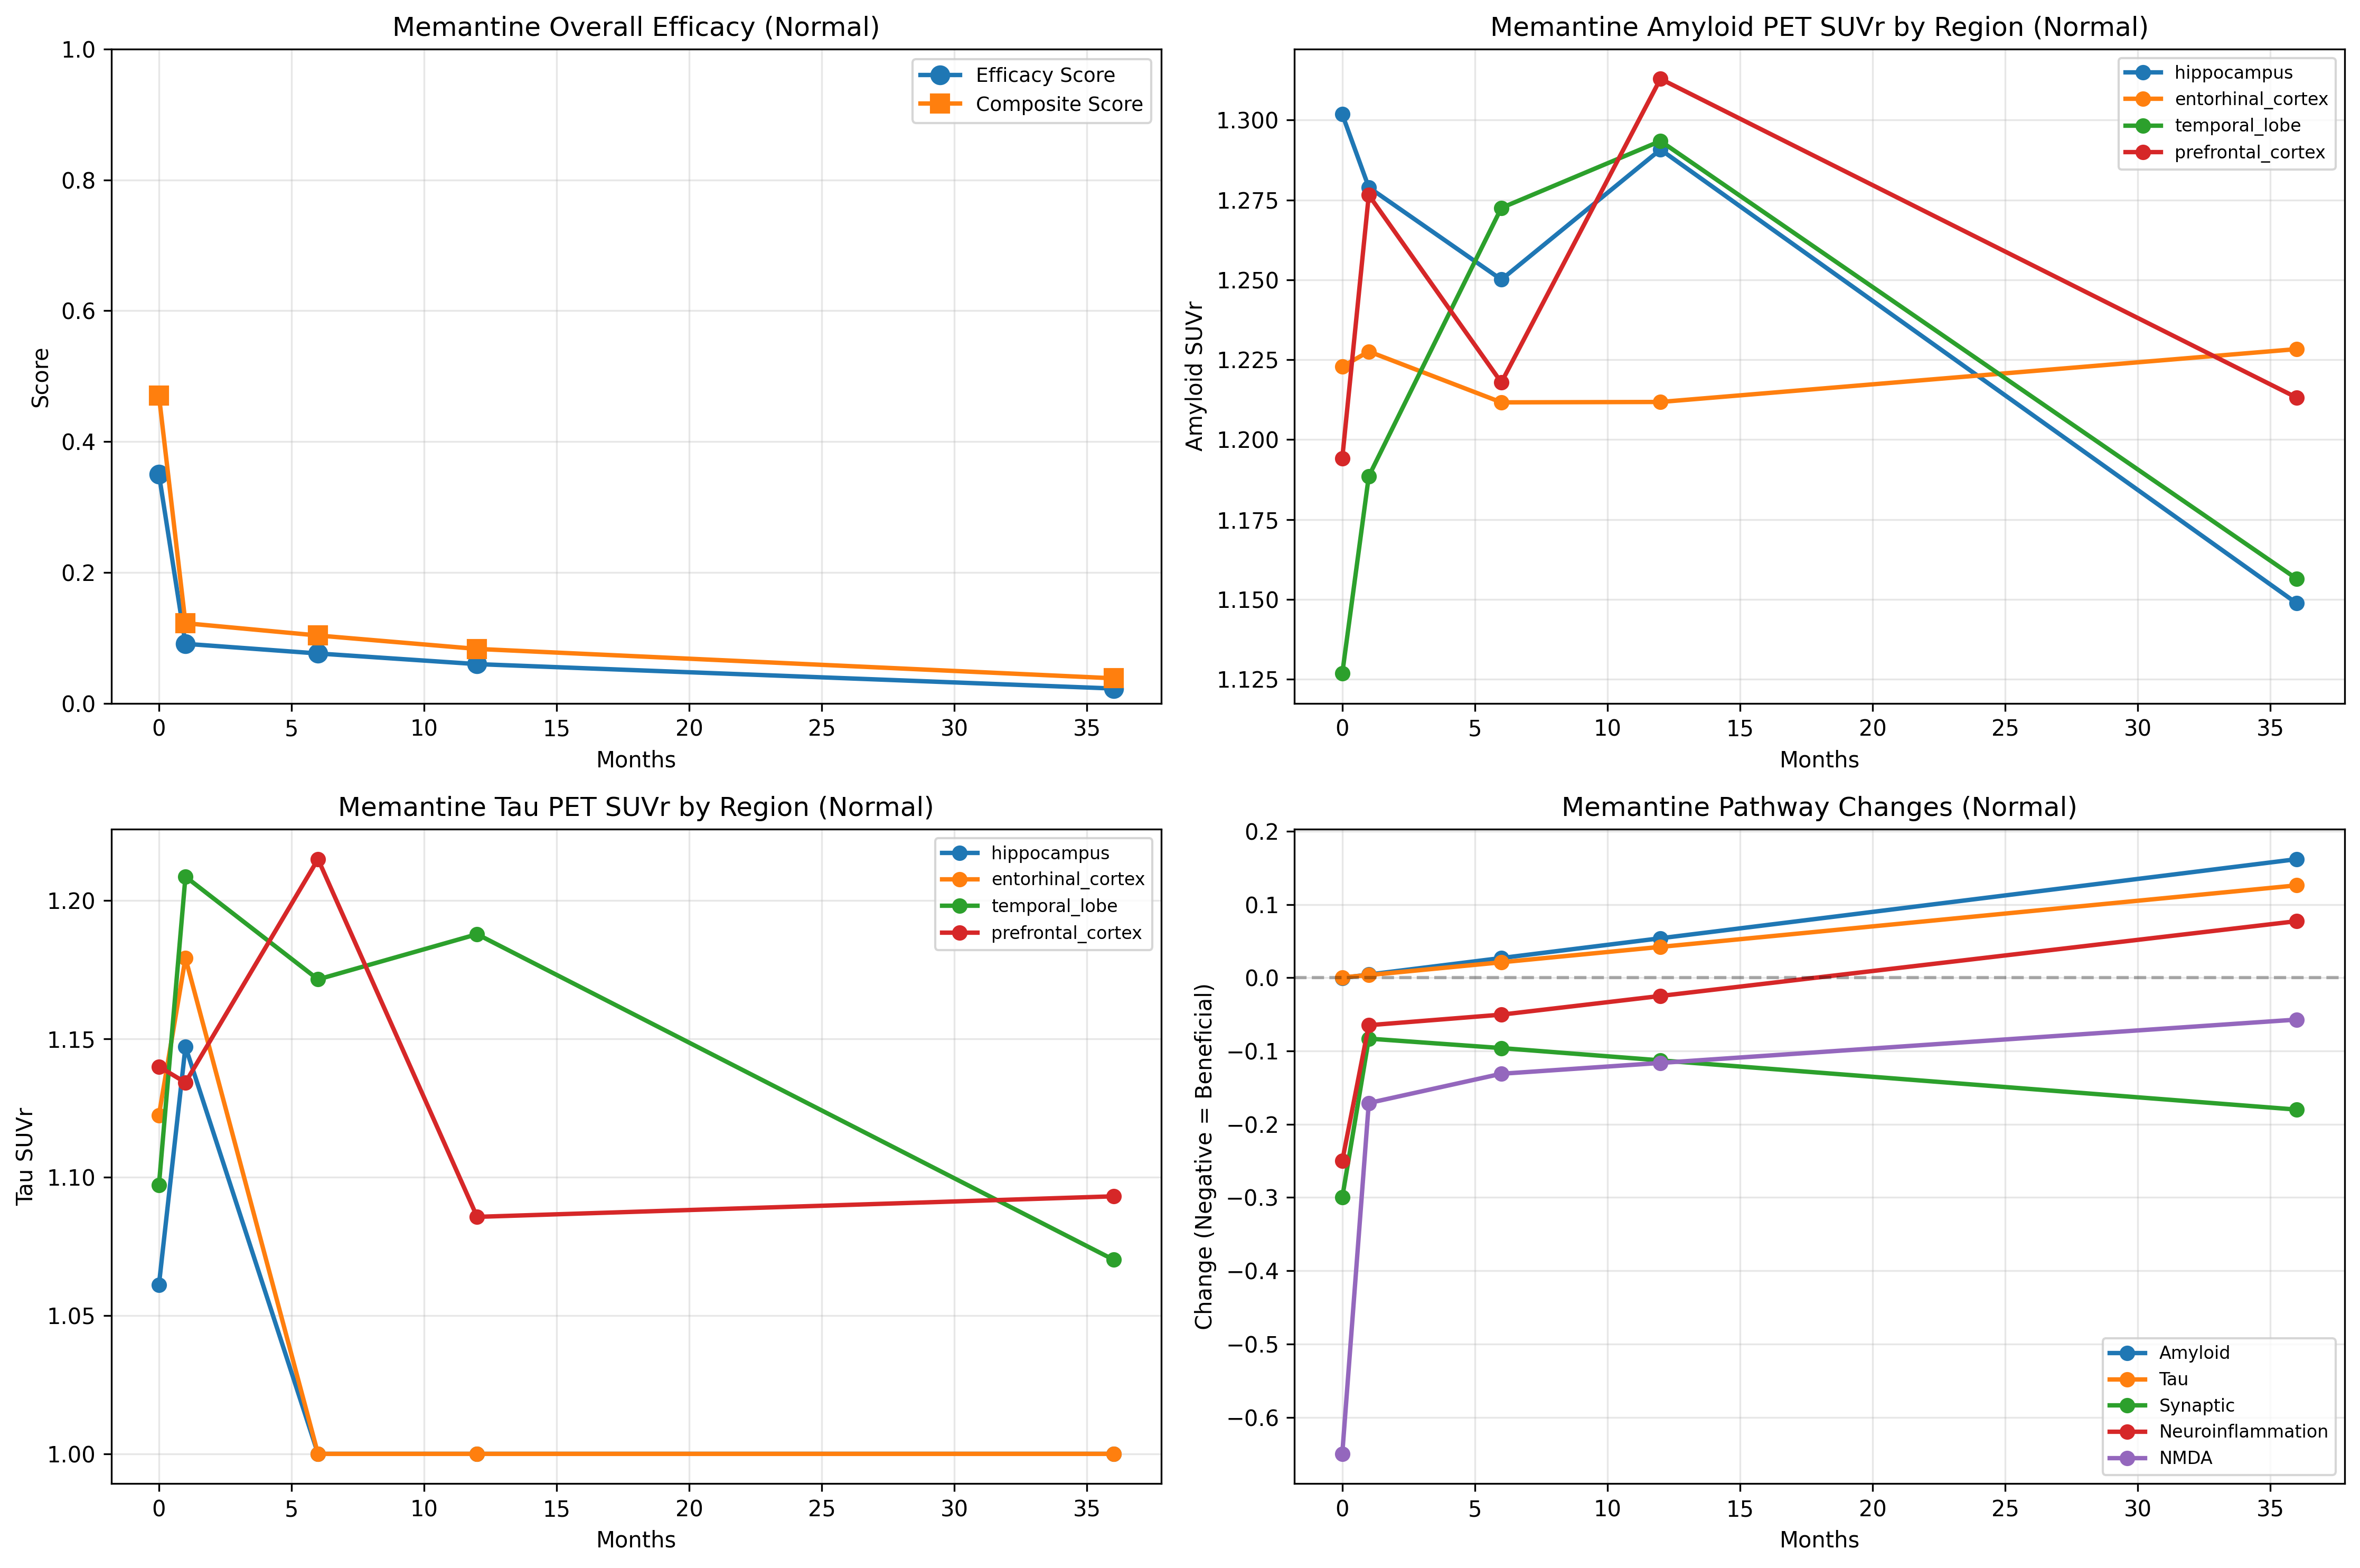 Memantine Overall Efficacy (Normal)
Score
1.0
0.8
0.6
0.4
0.2
0.0
Efficacy Score
Composite Score
0 5 10 15 20 25 30 35
Months
Memantine Amyloid PET SUVr by Region (Normal)
Amyloid SUVr
1.300
1.275
1.250
1.225
1.200
1.175
1.150
1.125
hippocampus
entorhinal_cortex
temporal_lobe
prefrontal_cortex
0 5 10 15 20 25 30 35
Months
Memantine Tau PET SUVr by Region (Normal)
Tau SUVr
1.20
1.15
1.10
1.05
1.00
hippocampus
entorhinal_cortex
temporal_lobe
prefrontal_cortex
0 5 10 15 20 25 30 35
Months
Memantine Pathway Changes (Normal)
Change (Negative = Beneficial)
0.2
0.1
0.0
−0.1
−0.2
−0.3
−0.4
−0.5
−0.6
Amyloid
Tau
Synaptic
Neuroinflammation
NMDA
0 5 10 15 20 25 30 35
Months